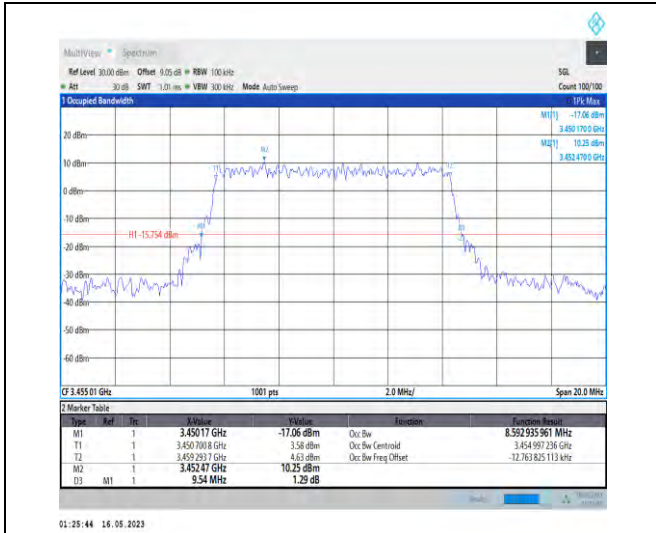 MultiView Spectrum
Ref Level 30.00 dBm Offset 9.05 dB RBW 100 kHz SGL
Att 30 dB SWT 1.01 ms VBW 300 kHz Mode Auto Sweep Count 100/100
1 Occupied Bandwidth 1Pk Max
M1[1] -17.06 dBm
3.450 170 0 GHz
M2[1] 10.25 dBm
3.452 470 0 GHz
20 dBm
M2
10 dBm
T1
T2
0 dBm
-10 dBm
M1
H1 -15.754 dBm
D3
-20 dBm
-30 dBm
-40 dBm
-50 dBm
-60 dBm
CF 3.455 01 GHz 1001 pts 2.0 MHz/ Span 20.0 MHz
2 Marker Table
Type Ref Trc X-Value Y-Value Function Function Result
M1 1 3.45017 GHz -17.06 dBm Occ Bw 8.592 935 961 MHz
T1 1 3.450 700 8 GHz 3.58 dBm Occ Bw Centroid 3.454 997 236 GHz
T2 1 3.459 293 7 GHz 4.63 dBm Occ Bw Freq Offset -12.763 825 113 kHz
M2 1 3.45247 GHz 10.25 dBm
D3 M1 1 9.54 MHz 1.29 dB
01:25:44 16.05.2023